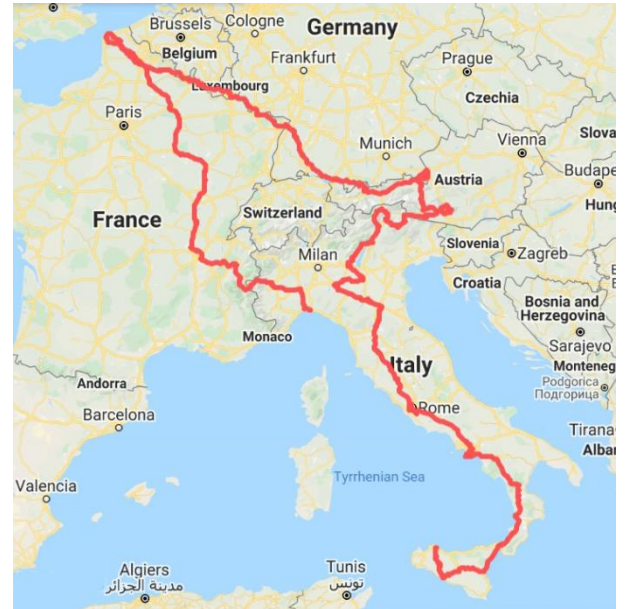 Brussels
Cologne
Germany
Belgium
Frankfurt
Prague
Luxembourg
Czechia
Paris
Munich
Vienna
Slova
Austria
Budape
France
Switzerland
Hung
Slovenia
Milan
Zagreb
Croatia
Bosnia and
Herzegovina
Sarajevo
Monaco
Italy
Monteneg
Andorra
Podgorica
Подгорица
Barcelona
Rome
Tirana
Alba
Valencia
Tyrrhenian Sea
Algiers
مدينة الجزائر
Tunis
تونس